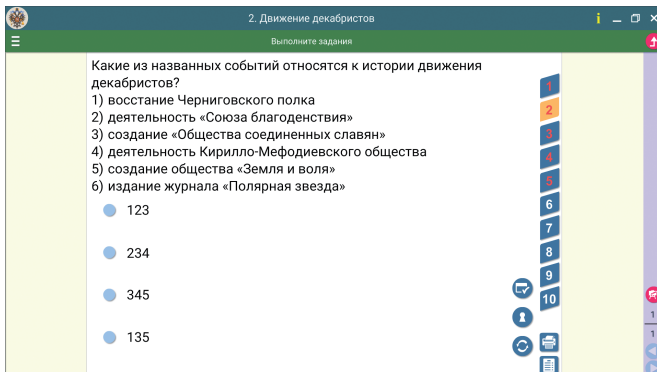 2. Движение декабристов
Выполните задания
Какие из названных событий относятся к истории движения
декабристов?
1) восстание Черниговского полка
2) деятельность «Союза благоденствия»
3) создание «Общества соединенных славян»
4) деятельность Кирилло-Мефодиевского общества
5) создание общества «Земля и воля»
6) издание журнала «Полярная звезда»
123
234
345
135
1
2
3
4
5
6
7
8
9
10
1
1